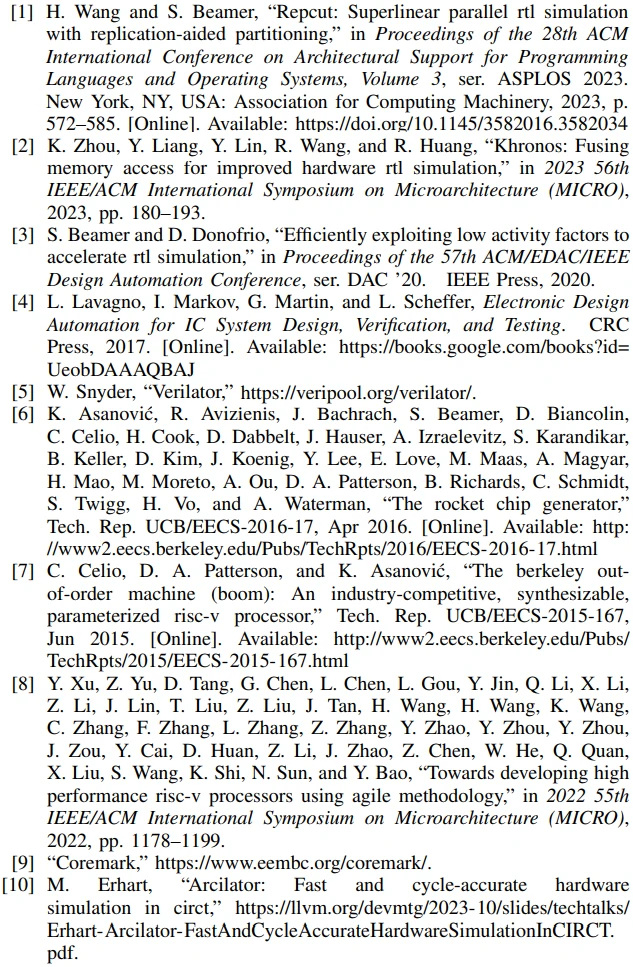 [1] H. Wang and S. Beamer, “Repcut: Superlinear parallel rtl simulation
with replication-aided partitioning,” in Proceedings of the 28th ACM
International Conference on Architectural Support for Programming
Languages and Operating Systems, Volume 3, ser. ASPLOS 2023.
New York, NY, USA: Association for Computing Machinery, 2023, p.
572–585. [Online]. Available: https://doi.org/10.1145/3582016.3582034
[2] K. Zhou, Y. Liang, Y. Lin, R. Wang, and R. Huang, “Khronos: Fusing
memory access for improved hardware rtl simulation,” in 2023 56th
IEEE/ACM International Symposium on Microarchitecture (MICRO),
2023, pp. 180–193.
[3] S. Beamer and D. Donofrio, “Efficiently exploiting low activity factors to
accelerate rtl simulation,” in Proceedings of the 57th ACM/EDAC/IEEE
Design Automation Conference, ser. DAC ’20. IEEE Press, 2020.
[4] L. Lavagno, I. Markov, G. Martin, and L. Scheffer, Electronic Design
Automation for IC System Design, Verification, and Testing. CRC
Press, 2017. [Online]. Available: https://books.google.com/books?id=
UeobDAAAQBAJ
[5] W. Snyder, “Verilator,” https://veripool.org/verilator/.
[6] K. Asanović, R. Avizienis, J. Bachrach, S. Beamer, D. Biancolin,
C. Celio, H. Cook, D. Dabbelt, J. Hauser, A. Izraelevitz, S. Karandikar,
B. Keller, D. Kim, J. Koenig, Y. Lee, E. Love, M. Maas, A. Magyar,
H. Mao, M. Moreto, A. Ou, D. A. Patterson, B. Richards, C. Schmidt,
S. Twigg, H. Vo, and A. Waterman, “The rocket chip generator,”
Tech. Rep. UCB/EECS-2016-17, Apr 2016. [Online]. Available: http:
//www2.eecs.berkeley.edu/Pubs/TechRpts/2016/EECS-2016-17.html
[7] C. Celio, D. A. Patterson, and K. Asanović, “The berkeley out-
of-order machine (boom): An industry-competitive, synthesizable,
parameterized risc-v processor,” Tech. Rep. UCB/EECS-2015-167,
Jun 2015. [Online]. Available: http://www2.eecs.berkeley.edu/Pubs/
TechRpts/2015/EECS-2015-167.html
[8] Y. Xu, Z. Yu, D. Tang, G. Chen, L. Chen, L. Gou, Y. Jin, Q. Li, X. Li,
Z. Li, J. Lin, T. Liu, Z. Liu, J. Tan, H. Wang, H. Wang, K. Wang,
C. Zhang, F. Zhang, L. Zhang, Z. Zhang, Y. Zhao, Y. Zhou, Y. Zhou,
J. Zou, Y. Cai, D. Huan, Z. Li, J. Zhao, Z. Chen, W. He, Q. Quan,
X. Liu, S. Wang, K. Shi, N. Sun, and Y. Bao, “Towards developing high
performance risc-v processors using agile methodology,” in 2022 55th
IEEE/ACM International Symposium on Microarchitecture (MICRO),
2022, pp. 1178–1199.
[9] “Coremark,” https://www.eembc.org/coremark/.
[10] M. Erhart, “Arcilator: Fast and cycle-accurate hardware
simulation in circt,” https://llvm.org/devmtg/2023-10/slides/techtalks/
Erhart-Arcilator-FastAndCycleAccurateHardwareSimulationInCIRCT.
pdf.